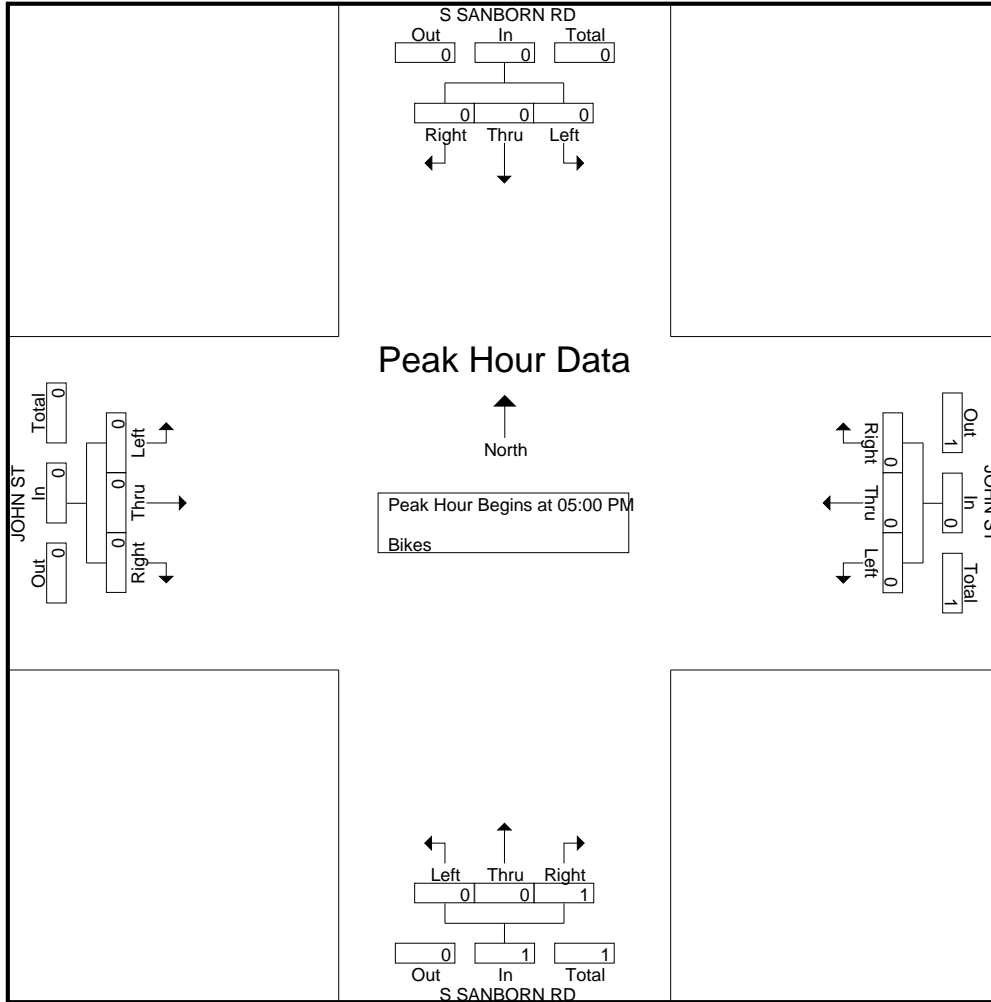 S SANBORN RD
Out In Total
0 0 0
0 0 0
Right Thru Left
Peak Hour Data
North
Peak Hour Begins at 05:00 PM
Bikes
JOHN ST
Total In Out
0 0 0
0 0 0
Left Thru Right
Right Thru Left
0 0 0
1 0 1
Out In Total
JOHN ST
Left Thru Right
0 0 1
0 1 1
Out In Total
S SANBORN RD